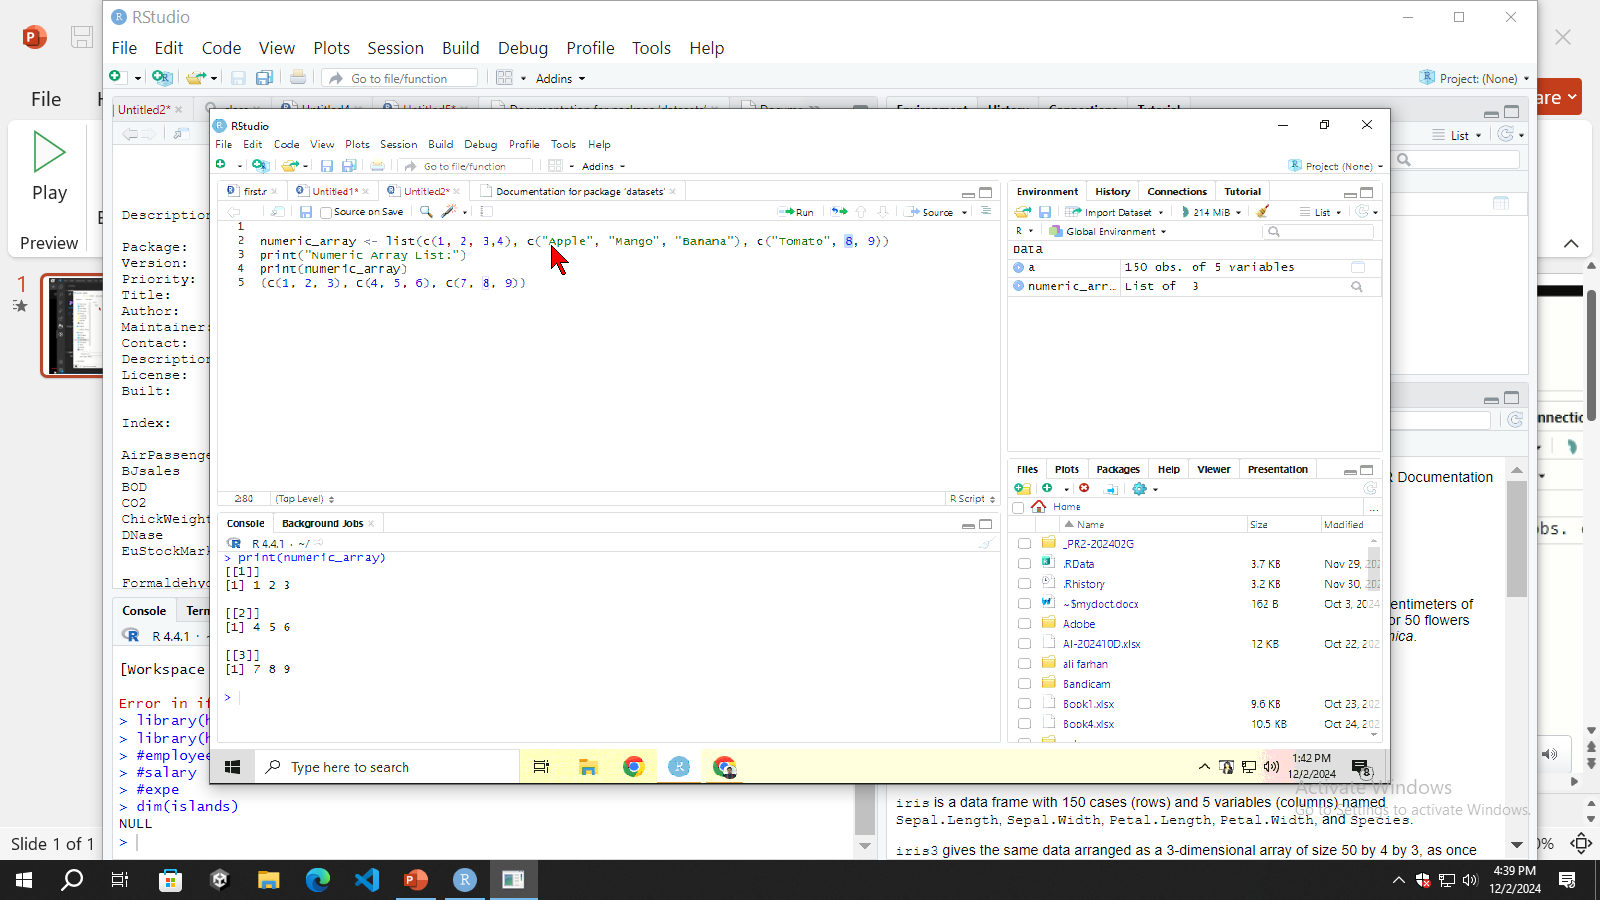 RStudio
File Edit Code View Plots Session Build Debug Profile Tools Help
Go to file/function Addins Project: (None)
File
are
Play
Preview
1
Untitled2*
Description
Package:
Version:
Priority:
Title:
Author:
Maintainer:
Contact:
Description
License:
Built:
Index:
AirPassenge
BJsales
BOD
CO2
ChickWeight
DNase
EuStockMark
Formaldehyd
Console Term
R 4.4.1 · ~
[Workspace
Error in if
> library(h
> library(h
> #employee
> #salary
> #expe
> dim(islands)
NULL
>
RStudio
File Edit Code View Plots Session Build Debug Profile Tools Help
Go to file/function Addins Project: (None)
first.r Untitled1* Untitled2* Documentation for package 'datasets'
Source on Save Run Source
1
2 numeric_array <- list(c(1, 2, 3,4), c("Apple", "Mango", "Banana"), c("Tomato", 8, 9))
3 print("Numeric Array List:")
4 print(numeric_array)
5 (c(1, 2, 3), c(4, 5, 6), c(7, 8, 9))
2:80 (Top Level) R Script
Console Background Jobs
R 4.4.1 · ~/
> print(numeric_array)
[[1]]
[1] 1 2 3
[[2]]
[1] 4 5 6
[[3]]
[1] 7 8 9
>
Environment History Connections Tutorial
Import Dataset 214 MiB List
R Global Environment
Data
a 150 obs. of 5 variables
numeric_arr… List of 3
Files Plots Packages Help Viewer Presentation
Home ...
Name Size Modified
_PR2-202402G
.RData 3.7 KB Nov 29, 202
.Rhistory 3.2 KB Nov 30, 202
~$mydoct.docx 162 B Oct 3, 2024
Adobe
AI-202410D.xlsx 12 KB Oct 22, 202
ali farhan
Bandicam
Book1.xlsx 9.6 KB Oct 23, 202
Book4.xlsx 10.5 KB Oct 24, 202
Type here to search
1:42 PM
12/2/2024
8
List
nnectio
R Documentation
obs.
entimeters of
or 50 flowers
nica.
Activate Windows
Go to Settings to activate Windows.
iris is a data frame with 150 cases (rows) and 5 variables (columns) named
Sepal.Length, Sepal.Width, Petal.Length, Petal.Width, and Species.
iris3 gives the same data arranged as a 3-dimensional array of size 50 by 4 by 3, as once
Slide 1 of 1
0%
4:39 PM
12/2/2024